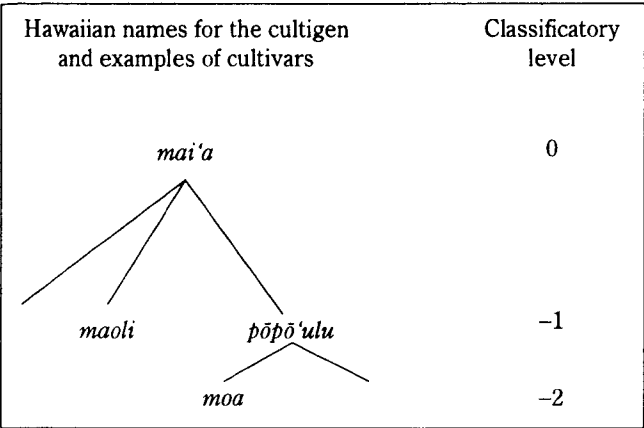 Hawaiian names for the cultigen
and examples of cultivars
Classificatory
level
mai‘a
0
maoli
pōpō‘ulu
–1
moa
–2